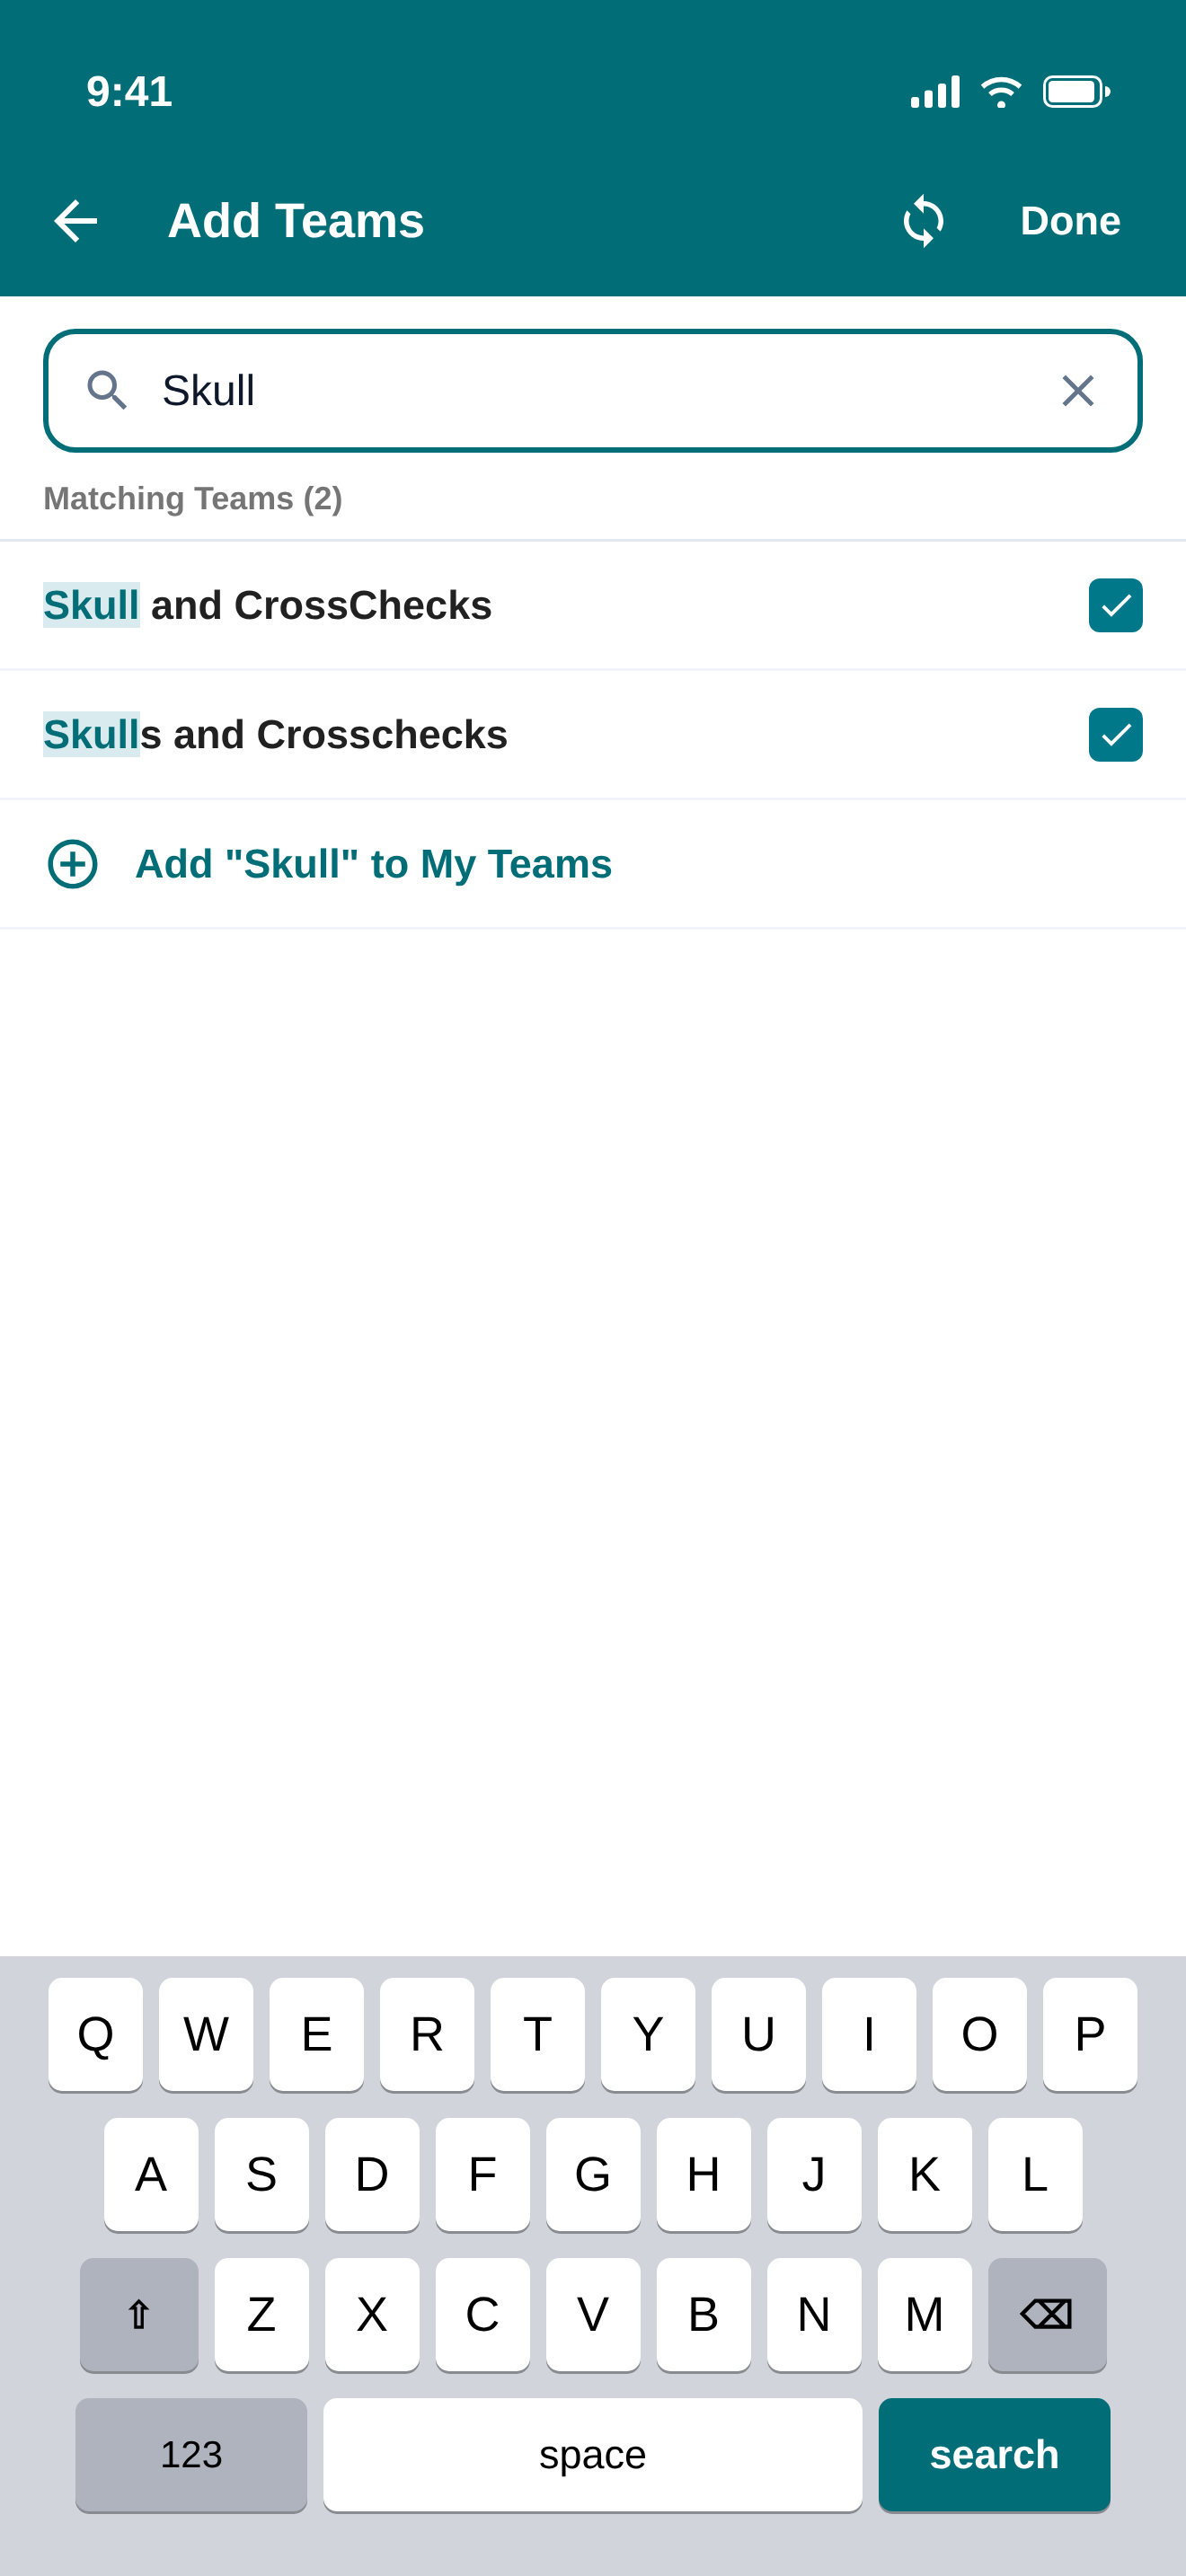 9:41
Add Teams
Done
Skull
Matching Teams (2)
Skull and CrossChecks
Skulls and Crosschecks
Add "Skull" to My Teams
Q W E R T Y U I O P
A S D F G H J K L
⇧ Z X C V B N M ⌫
123 space search